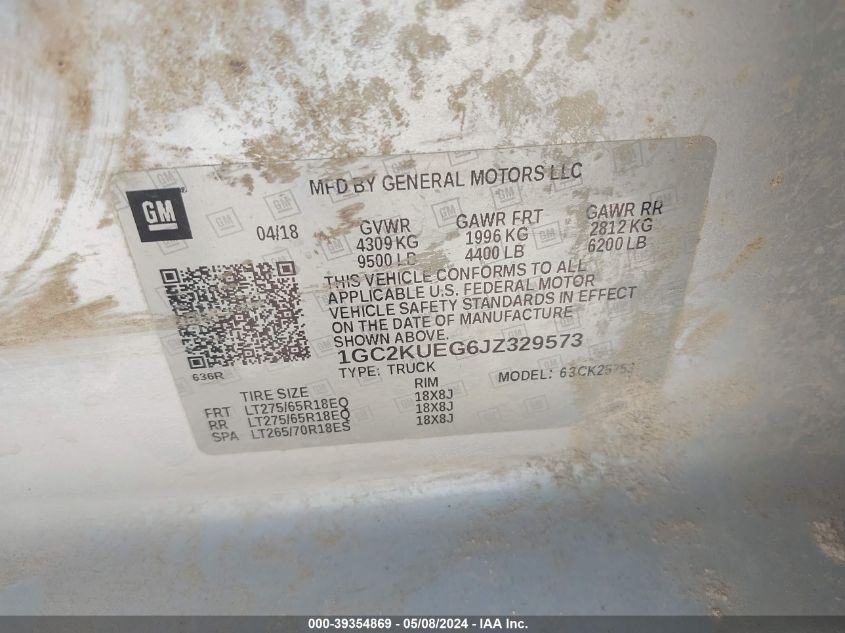 MFD BY GENERAL MOTORS LLC
GM
04/18
GVWR GAWR FRT GAWR RR
4309 KG 1996 KG 2812 KG
9500 LB 4400 LB 6200 LB
THIS VEHICLE CONFORMS TO ALL
APPLICABLE U.S. FEDERAL MOTOR
VEHICLE SAFETY STANDARDS IN EFFECT
ON THE DATE OF MANUFACTURE
SHOWN ABOVE.
1GC2KUEG6JZ329573
636R
TYPE: TRUCK MODEL:
TIRE SIZE RIM
FRT LT275/65R18EQ 18X8J
RR LT275/65R18EQ 18X8J
SPA LT265/70R18ES 18X8J
000-39354869 — 05/08/2024 — IAA Inc.